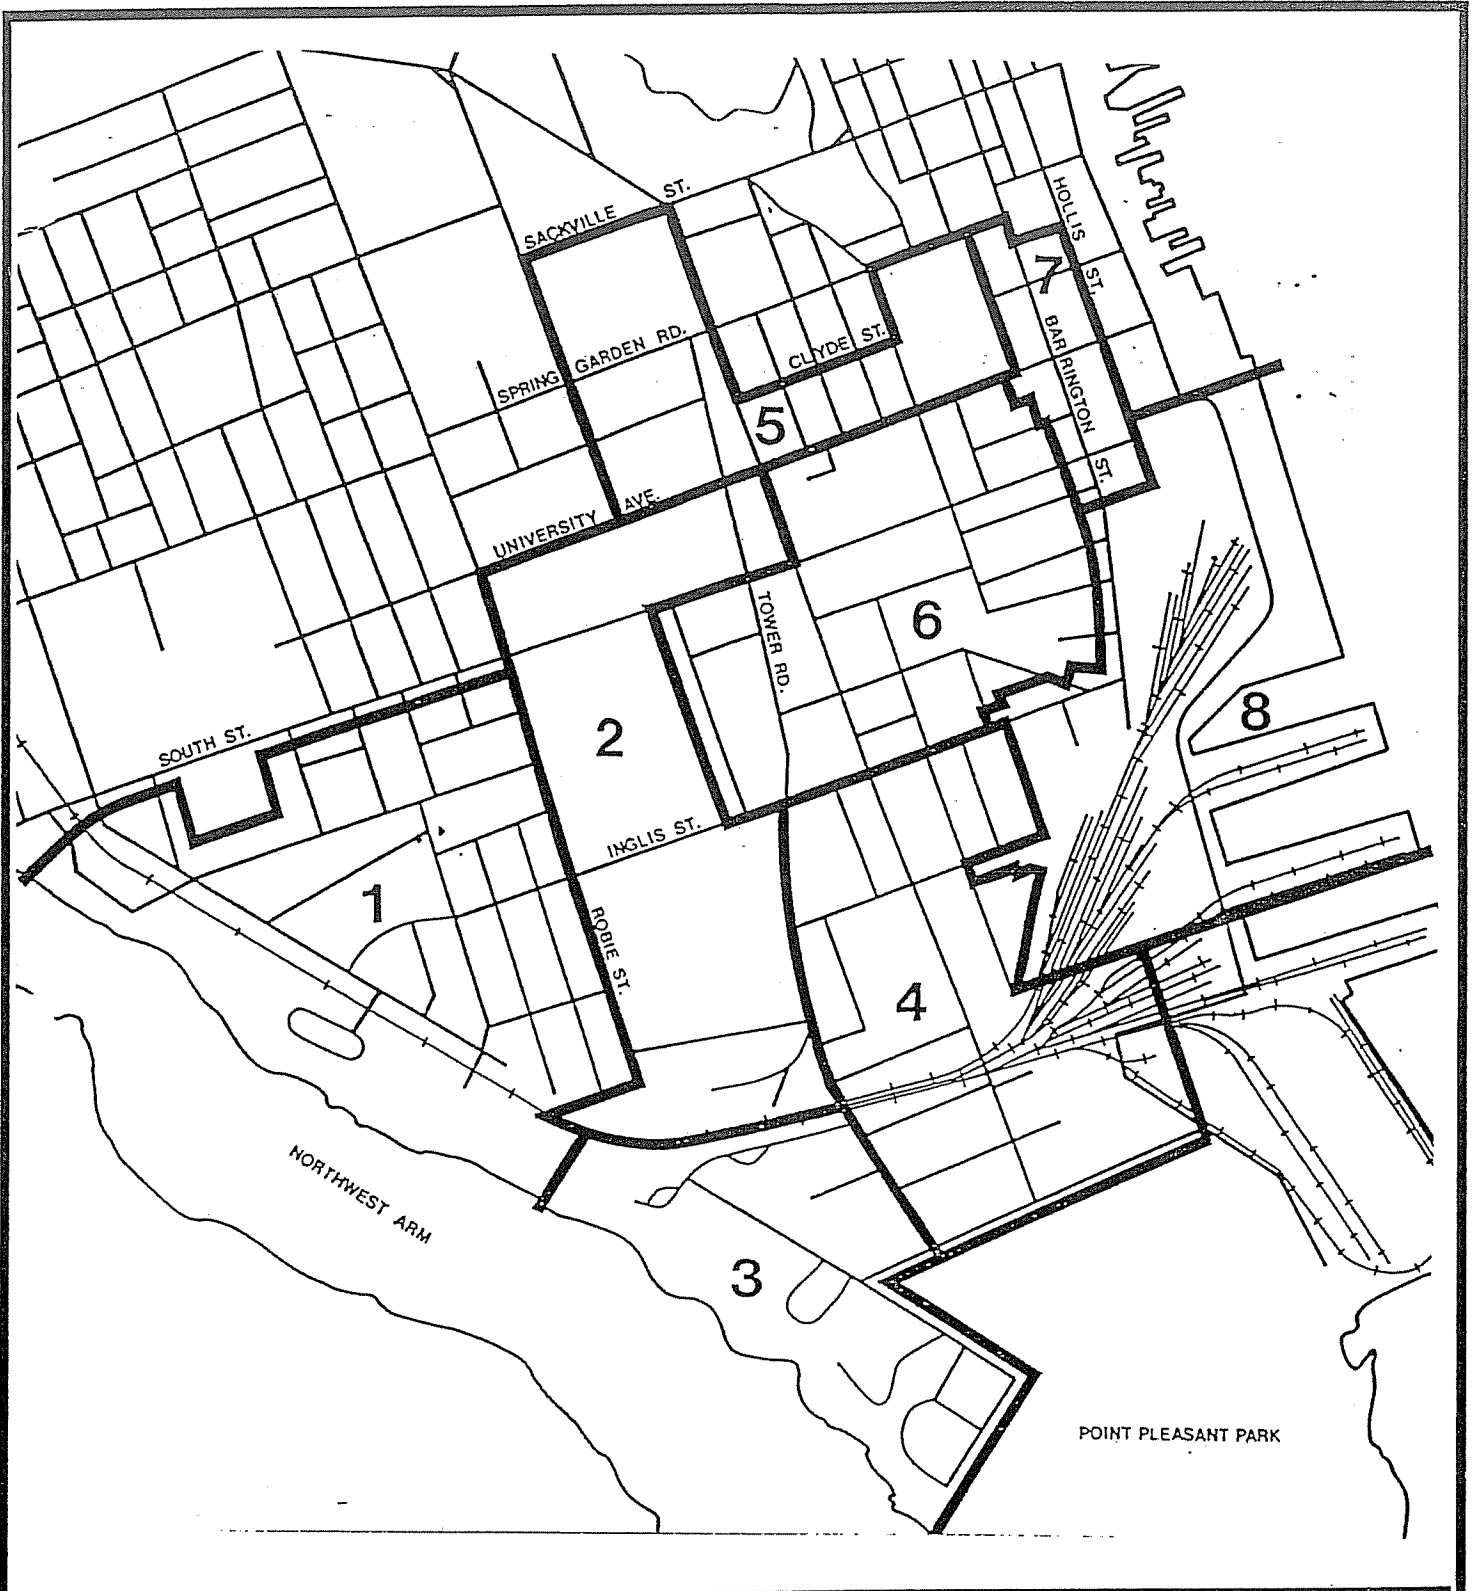 HOLLIS ST.
SACKVILLE ST.
7
SPRING GARDEN RD.
CLYDE ST.
BARRINGTON ST.
5
UNIVERSITY AVE.
TOWER RD.
6
SOUTH ST.
2
8
INGLIS ST.
1
ROBIE ST.
4
NORTHWEST ARM
3
POINT PLEASANT PARK